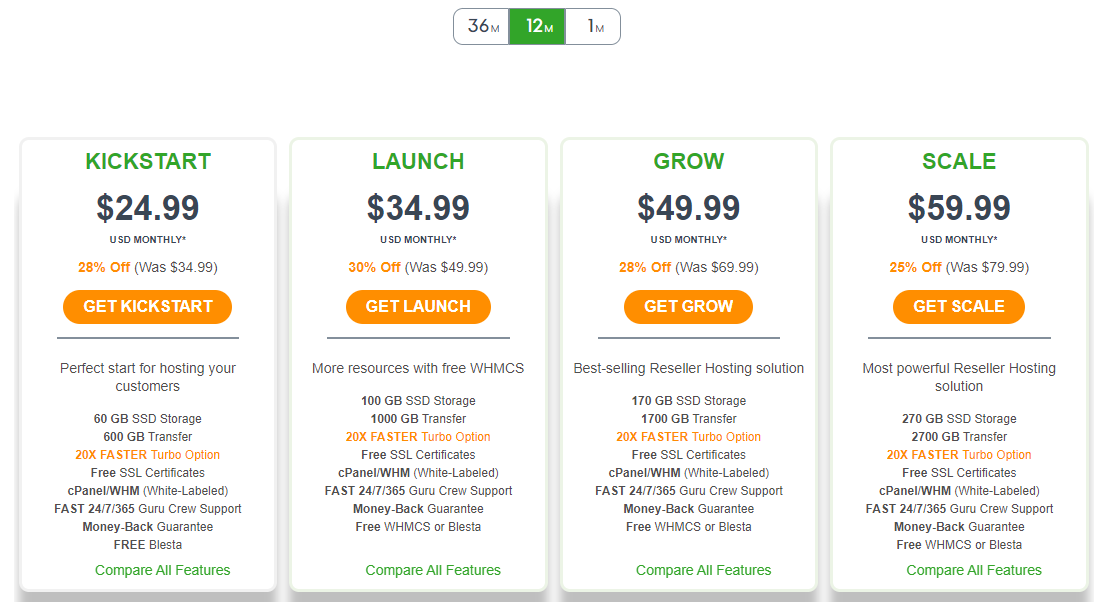 36M 12M 1M
KICKSTART
$24.99
USD MONTHLY*
28% Off (Was $34.99)
GET KICKSTART
Perfect start for hosting your
customers
60 GB SSD Storage
600 GB Transfer
20X FASTER Turbo Option
Free SSL Certificates
cPanel/WHM (White-Labeled)
FAST 24/7/365 Guru Crew Support
Money-Back Guarantee
FREE Blesta
Compare All Features
LAUNCH
$34.99
USD MONTHLY*
30% Off (Was $49.99)
GET LAUNCH
More resources with free WHMCS
100 GB SSD Storage
1000 GB Transfer
20X FASTER Turbo Option
Free SSL Certificates
cPanel/WHM (White-Labeled)
FAST 24/7/365 Guru Crew Support
Money-Back Guarantee
Free WHMCS or Blesta
Compare All Features
GROW
$49.99
USD MONTHLY*
28% Off (Was $69.99)
GET GROW
Best-selling Reseller Hosting solution
170 GB SSD Storage
1700 GB Transfer
20X FASTER Turbo Option
Free SSL Certificates
cPanel/WHM (White-Labeled)
FAST 24/7/365 Guru Crew Support
Money-Back Guarantee
Free WHMCS or Blesta
Compare All Features
SCALE
$59.99
USD MONTHLY*
25% Off (Was $79.99)
GET SCALE
Most powerful Reseller Hosting
solution
270 GB SSD Storage
2700 GB Transfer
20X FASTER Turbo Option
Free SSL Certificates
cPanel/WHM (White-Labeled)
FAST 24/7/365 Guru Crew Support
Money-Back Guarantee
Free WHMCS or Blesta
Compare All Features